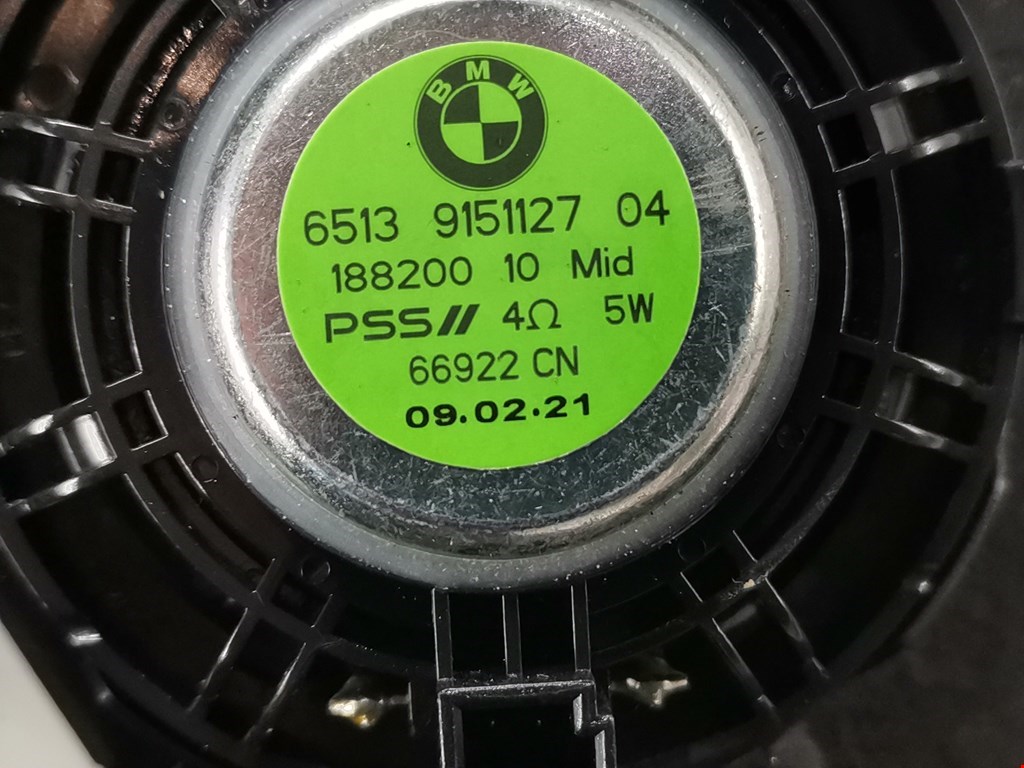 BMW
6513 9151127 04
188200 10 Mid
PSS// 4Ω 5W
66922 CN
09.02.21